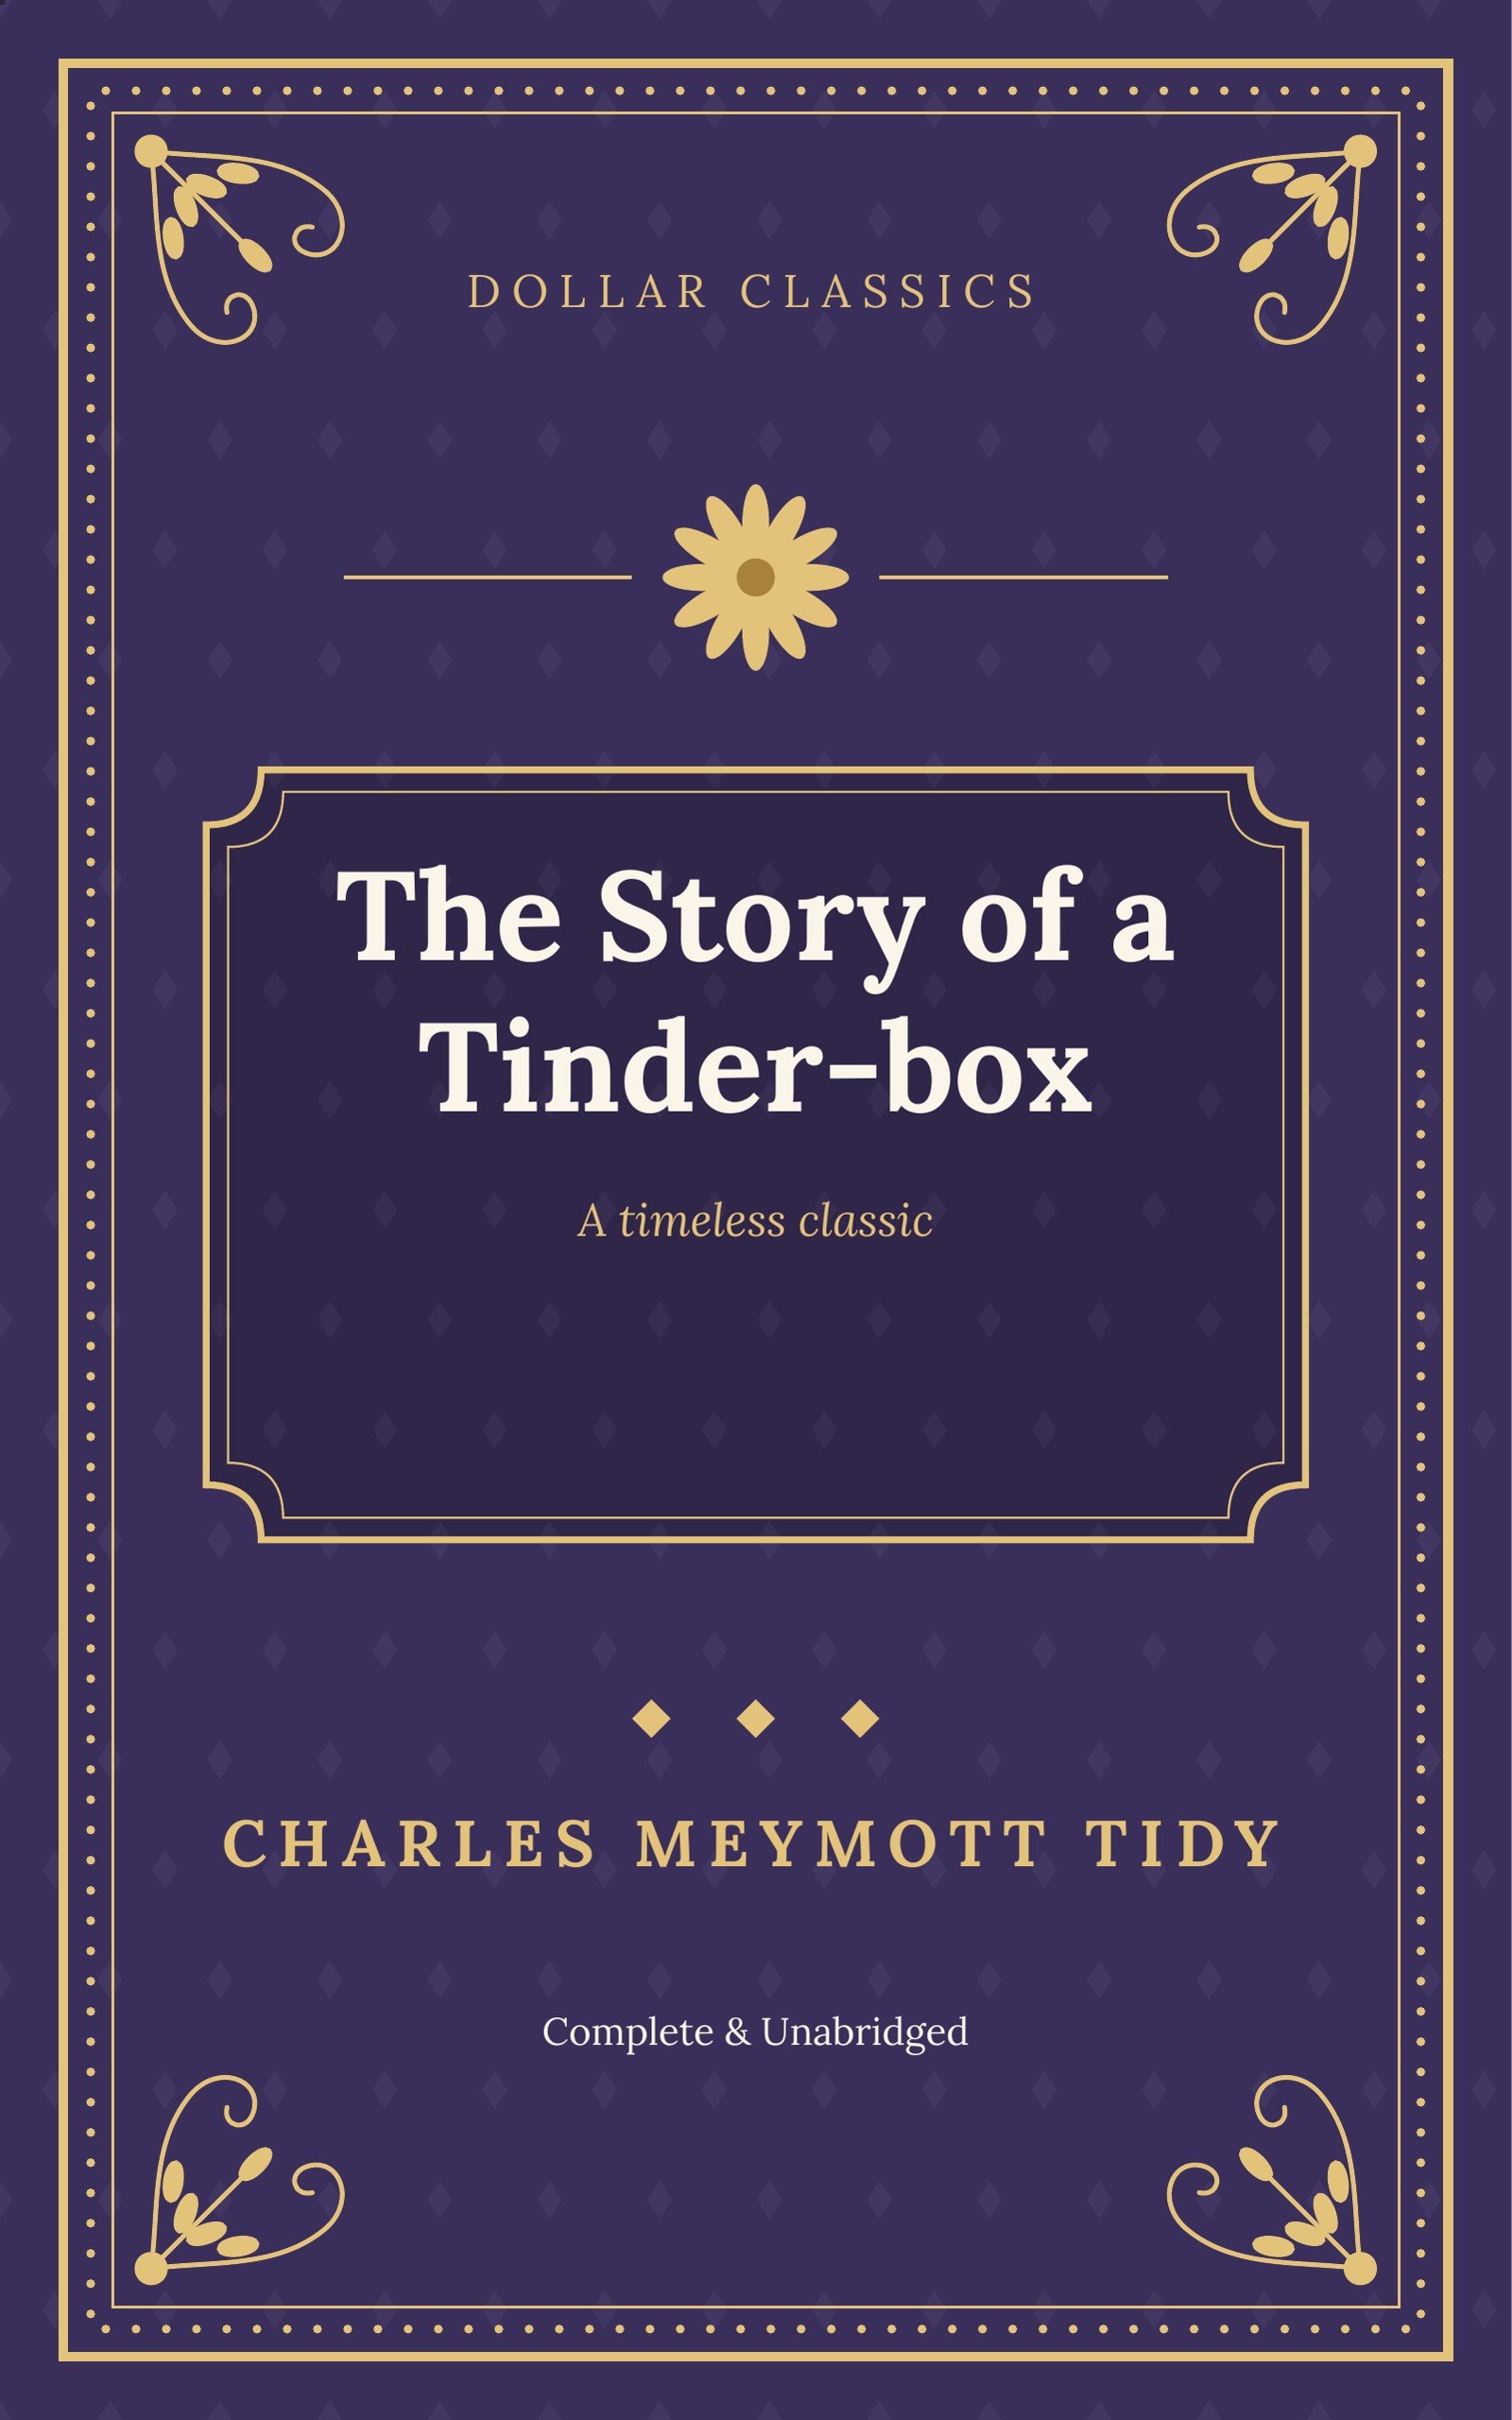 DOLLAR CLASSICS
The Story of a
Tinder-box
A timeless classic
CHARLES MEYMOTT TIDY
Complete & Unabridged